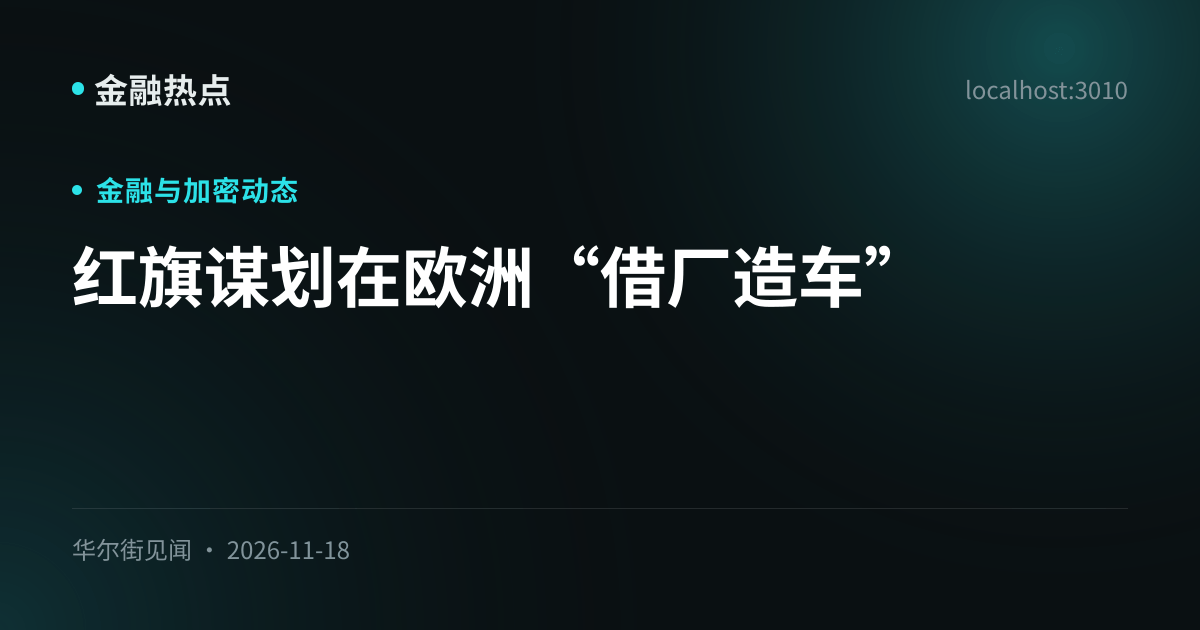 金融热点
localhost:3010
金融与加密动态
红旗谋划在欧洲“借厂造车”
华尔街见闻 · 2026-11-18